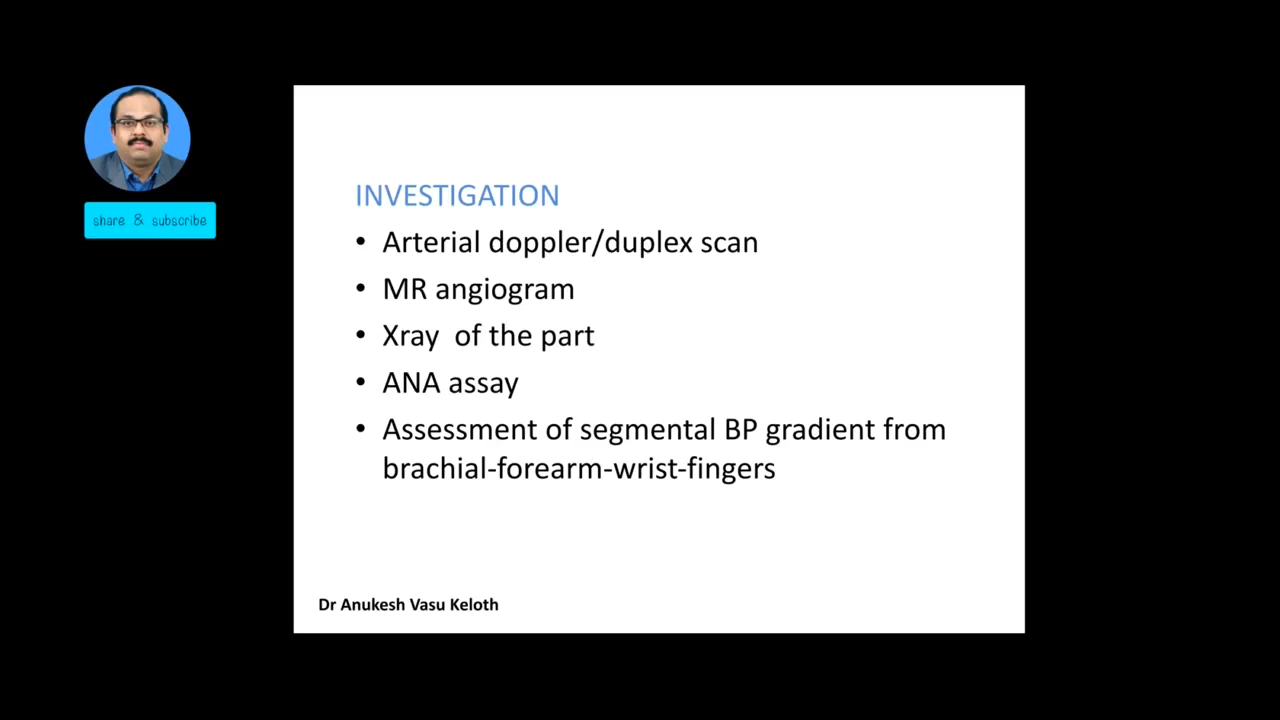 share & subscribe
INVESTIGATION
• Arterial doppler/duplex scan
• MR angiogram
• Xray  of the part
• ANA assay
• Assessment of segmental BP gradient from
brachial-forearm-wrist-fingers
Dr Anukesh Vasu Keloth